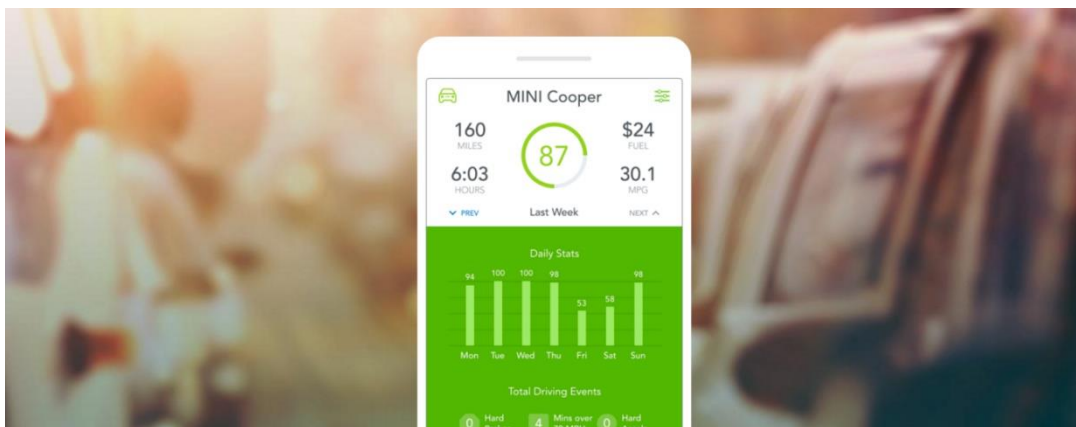 MINI Cooper
160
MILES
87
$24
FUEL
6:03
HOURS
30.1
MPG
PREV
Last Week
NEXT
Daily Stats
94 100 100 98 53 58 98
Mon Tue Wed Thu Fri Sat Sun
Total Driving Events
0 Hard
4 Mins over
0 Hard